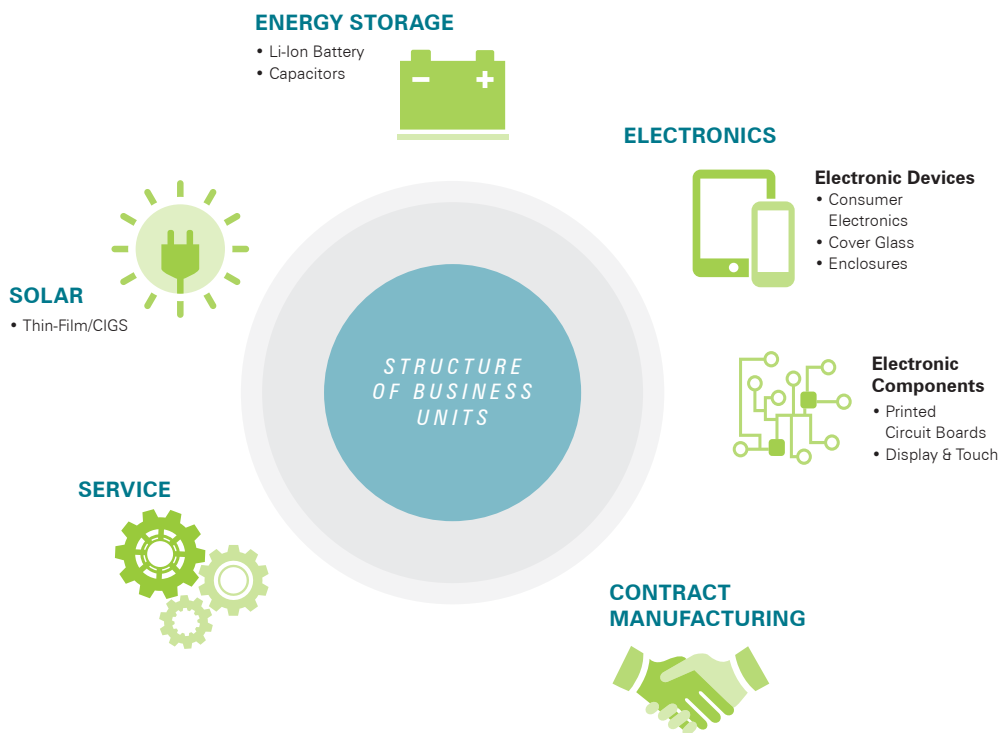 ENERGY STORAGE
• Li-Ion Battery
• Capacitors
ELECTRONICS
Electronic Devices
• Consumer
Electronics
• Cover Glass
• Enclosures
SOLAR
• Thin-Film/CIGS
STRUCTURE
OF BUSINESS
UNITS
Electronic
Components
• Printed
Circuit Boards
• Display & Touch
SERVICE
CONTRACT
MANUFACTURING